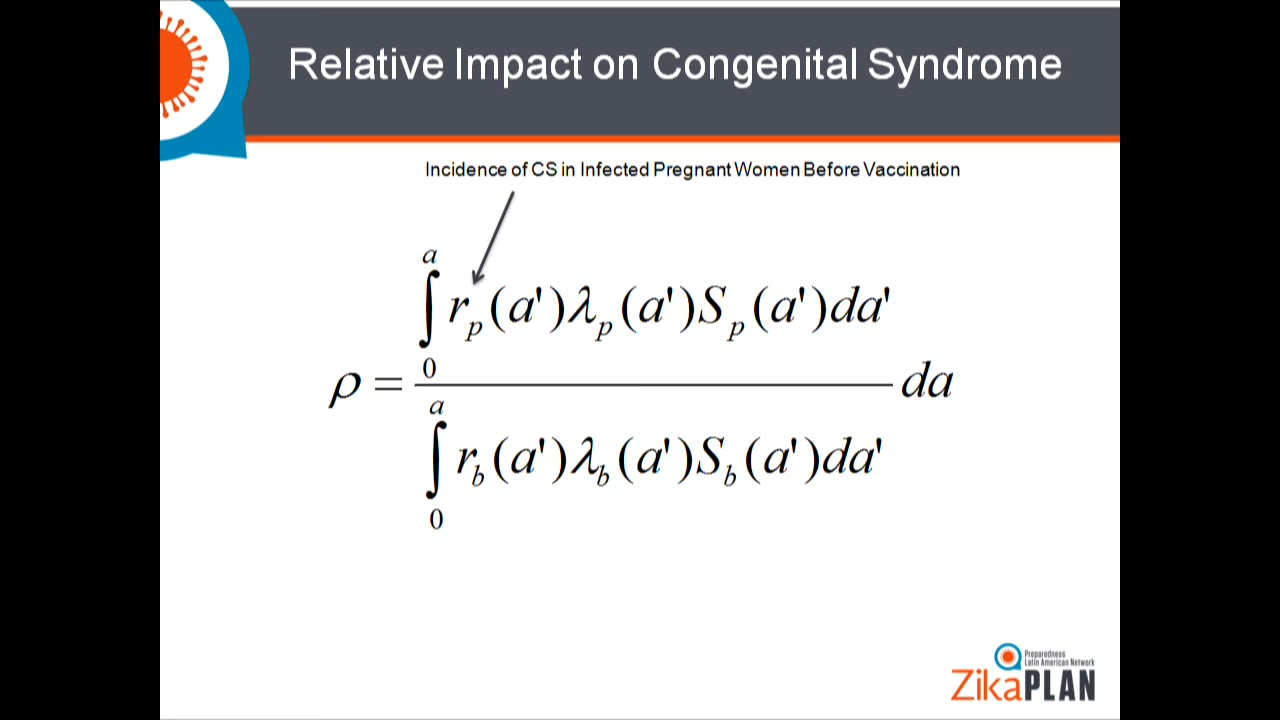 Relative Impact on Congenital Syndrome
Incidence of CS in Infected Pregnant Women Before Vaccination
a
∫ r_p(a')λ_p(a')S_p(a')da'
0
ρ = ―――――――― da
a
∫ r_b(a')λ_b(a')S_b(a')da'
0
Preparedness
Latin American Network
ZikaPLAN